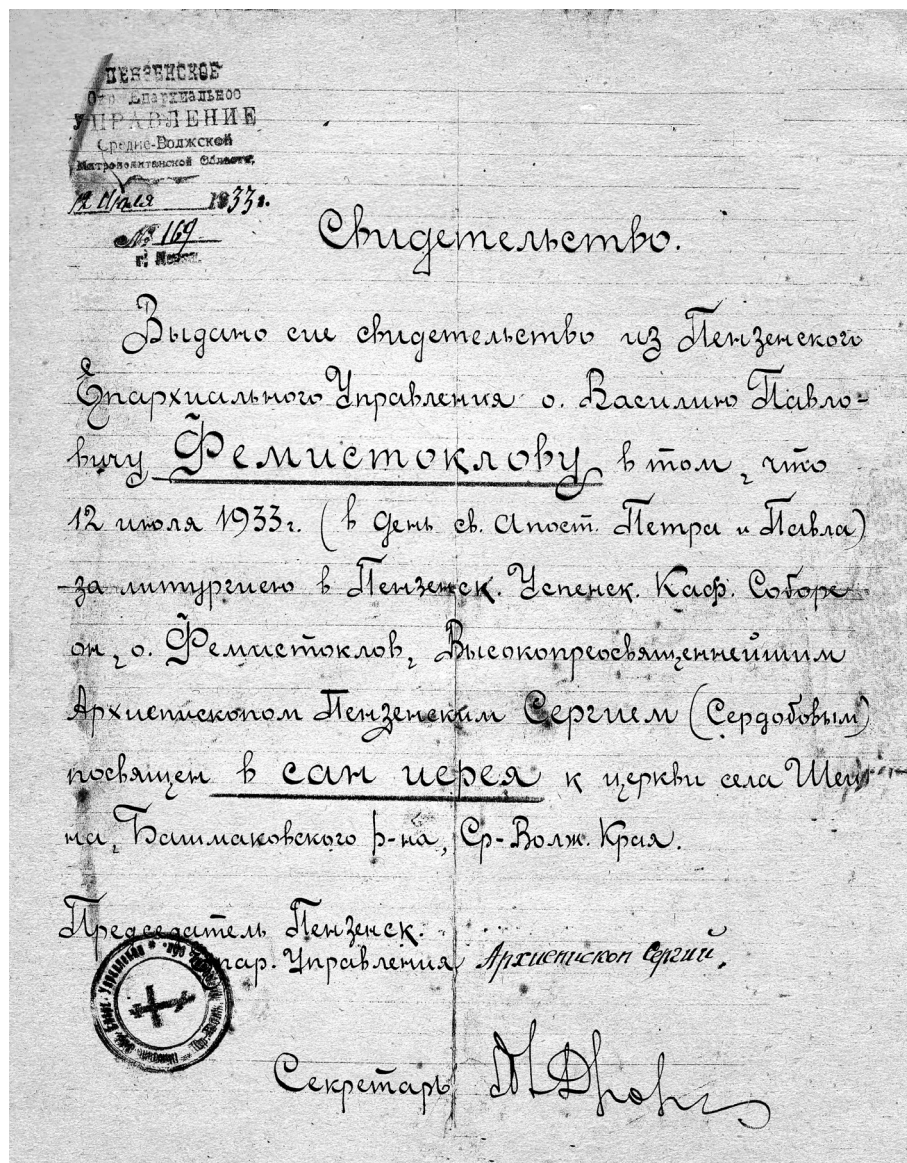 ПЕНЗЕНСКОЕ
Епархиальное
УПРАВЛЕНИЕ
Средне-Волжской
Митрополитанской Области,
12 Июля 1933 г.
№ 169
г. Пенза.
Свидетельство.
Выдано сие свидетельство из Пензенского
Епархиального Управления о. Василию Павло-
вичу Фемистоклову в том, что
12 июля 1933 г. (в день св. Апост. Петра и Павла)
за литургиею в Пензенск. Успенск. Каф. Соборе
он, о. Фемистоклов, Высокопреосвященнейшим
Архиепископом Пензенским Сергием (Сердобовым)
посвящен в сан иерея к церкви села Шей-
на, Башмаковского р-на, Ср-Волж. Края.
Председатель Пензенск.
Епар. Управления, Архиепископ Сергий.
Секретарь